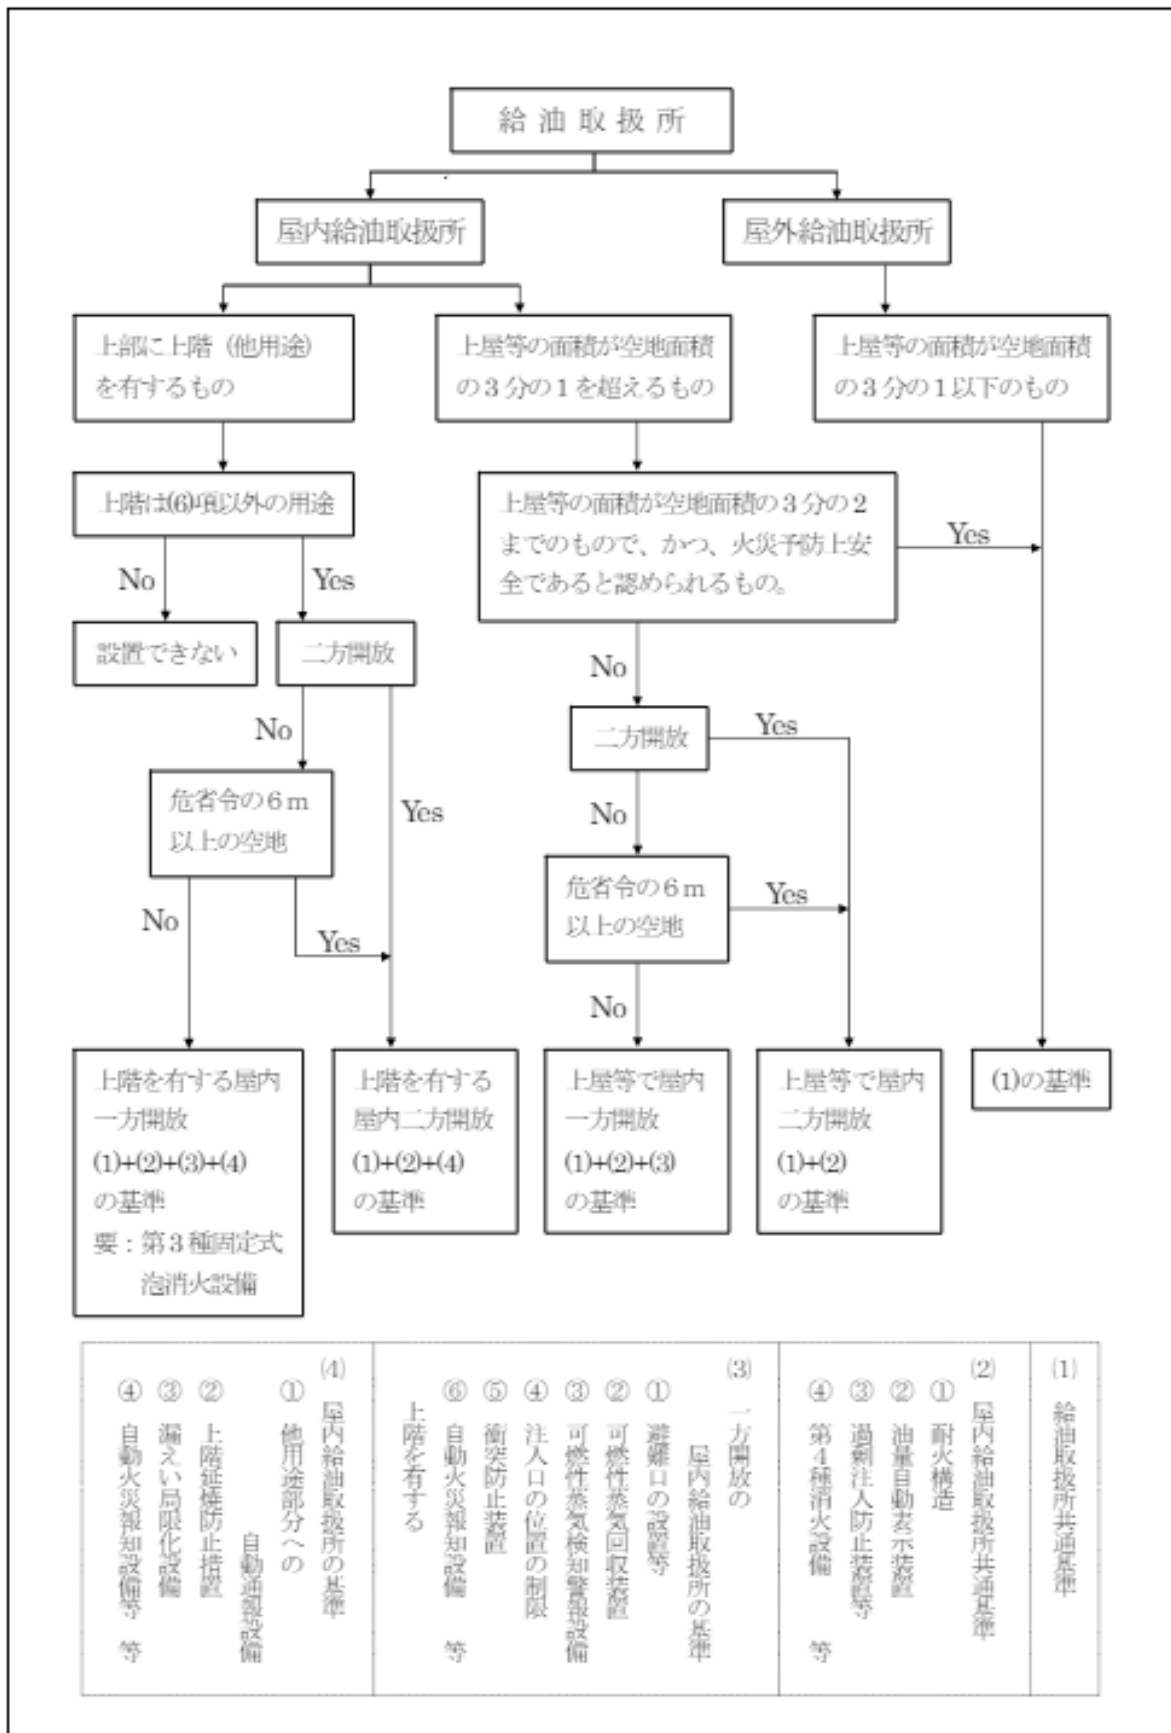 給油取扱所
屋内給油取扱所
屋外給油取扱所
上部に上階（他用途）
を有するもの
上屋等の面積が空地面積
の３分の１を超えるもの
上屋等の面積が空地面積
の３分の１以下のもの
上階は(6)項以外の用途
上屋等の面積が空地面積の３分の２
までのもので、かつ、火災予防上安
全であると認められるもの。
Yes
No
Yes
設置できない
二方開放
No
No
二方開放
Yes
危省令の６ｍ
以上の空地
Yes
No
危省令の６ｍ
以上の空地
Yes
No
Yes
No
上階を有する屋内
一方開放
(1)+(2)+(3)+(4)
の基準
要：第３種固定式
泡消火設備
上階を有する
屋内二方開放
(1)+(2)+(4)
の基準
上屋等で屋内
一方開放
(1)+(2)+(3)
の基準
上屋等で屋内
二方開放
(1)+(2)
の基準
(1)の基準
(1) 給油取扱所共通基準
(2) 屋内給油取扱所共通基準
① 耐火構造
② 油量自動表示装置
③ 過剰注入防止装置等
④ 第４種消火設備 等
(3) 一方開放の
屋内給油取扱所の基準
① 避難口の設置等
② 可燃性蒸気回収装置
③ 可燃性蒸気検知警報設備
④ 注入口の位置の制限
⑤ 衝突防止装置
⑥ 自動火災報知設備 等
上階を有する
(4) 屋内給油取扱所の基準
① 他用途部分への
自動通報設備
② 上階延焼防止措置
③ 漏えい局限化設備
④ 自動火災報知設備等 等